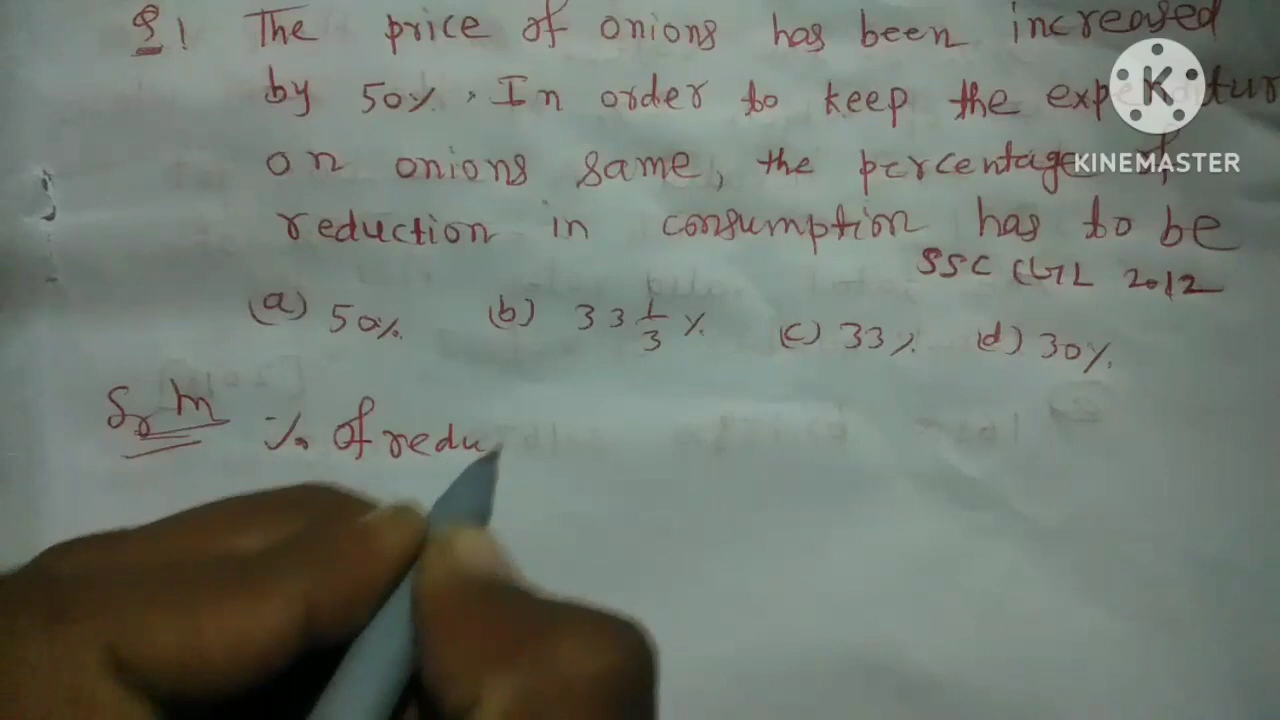 Q1 The price of onions has been increased
by 50%. In order to keep the
on onions same, the percentage of
reduction in consumption has to be
SSC CGL 2012
(a) 50% (b) 33 1/3 % (c) 33% (d) 30%
Sol^n % of redu
K
KINEMASTER